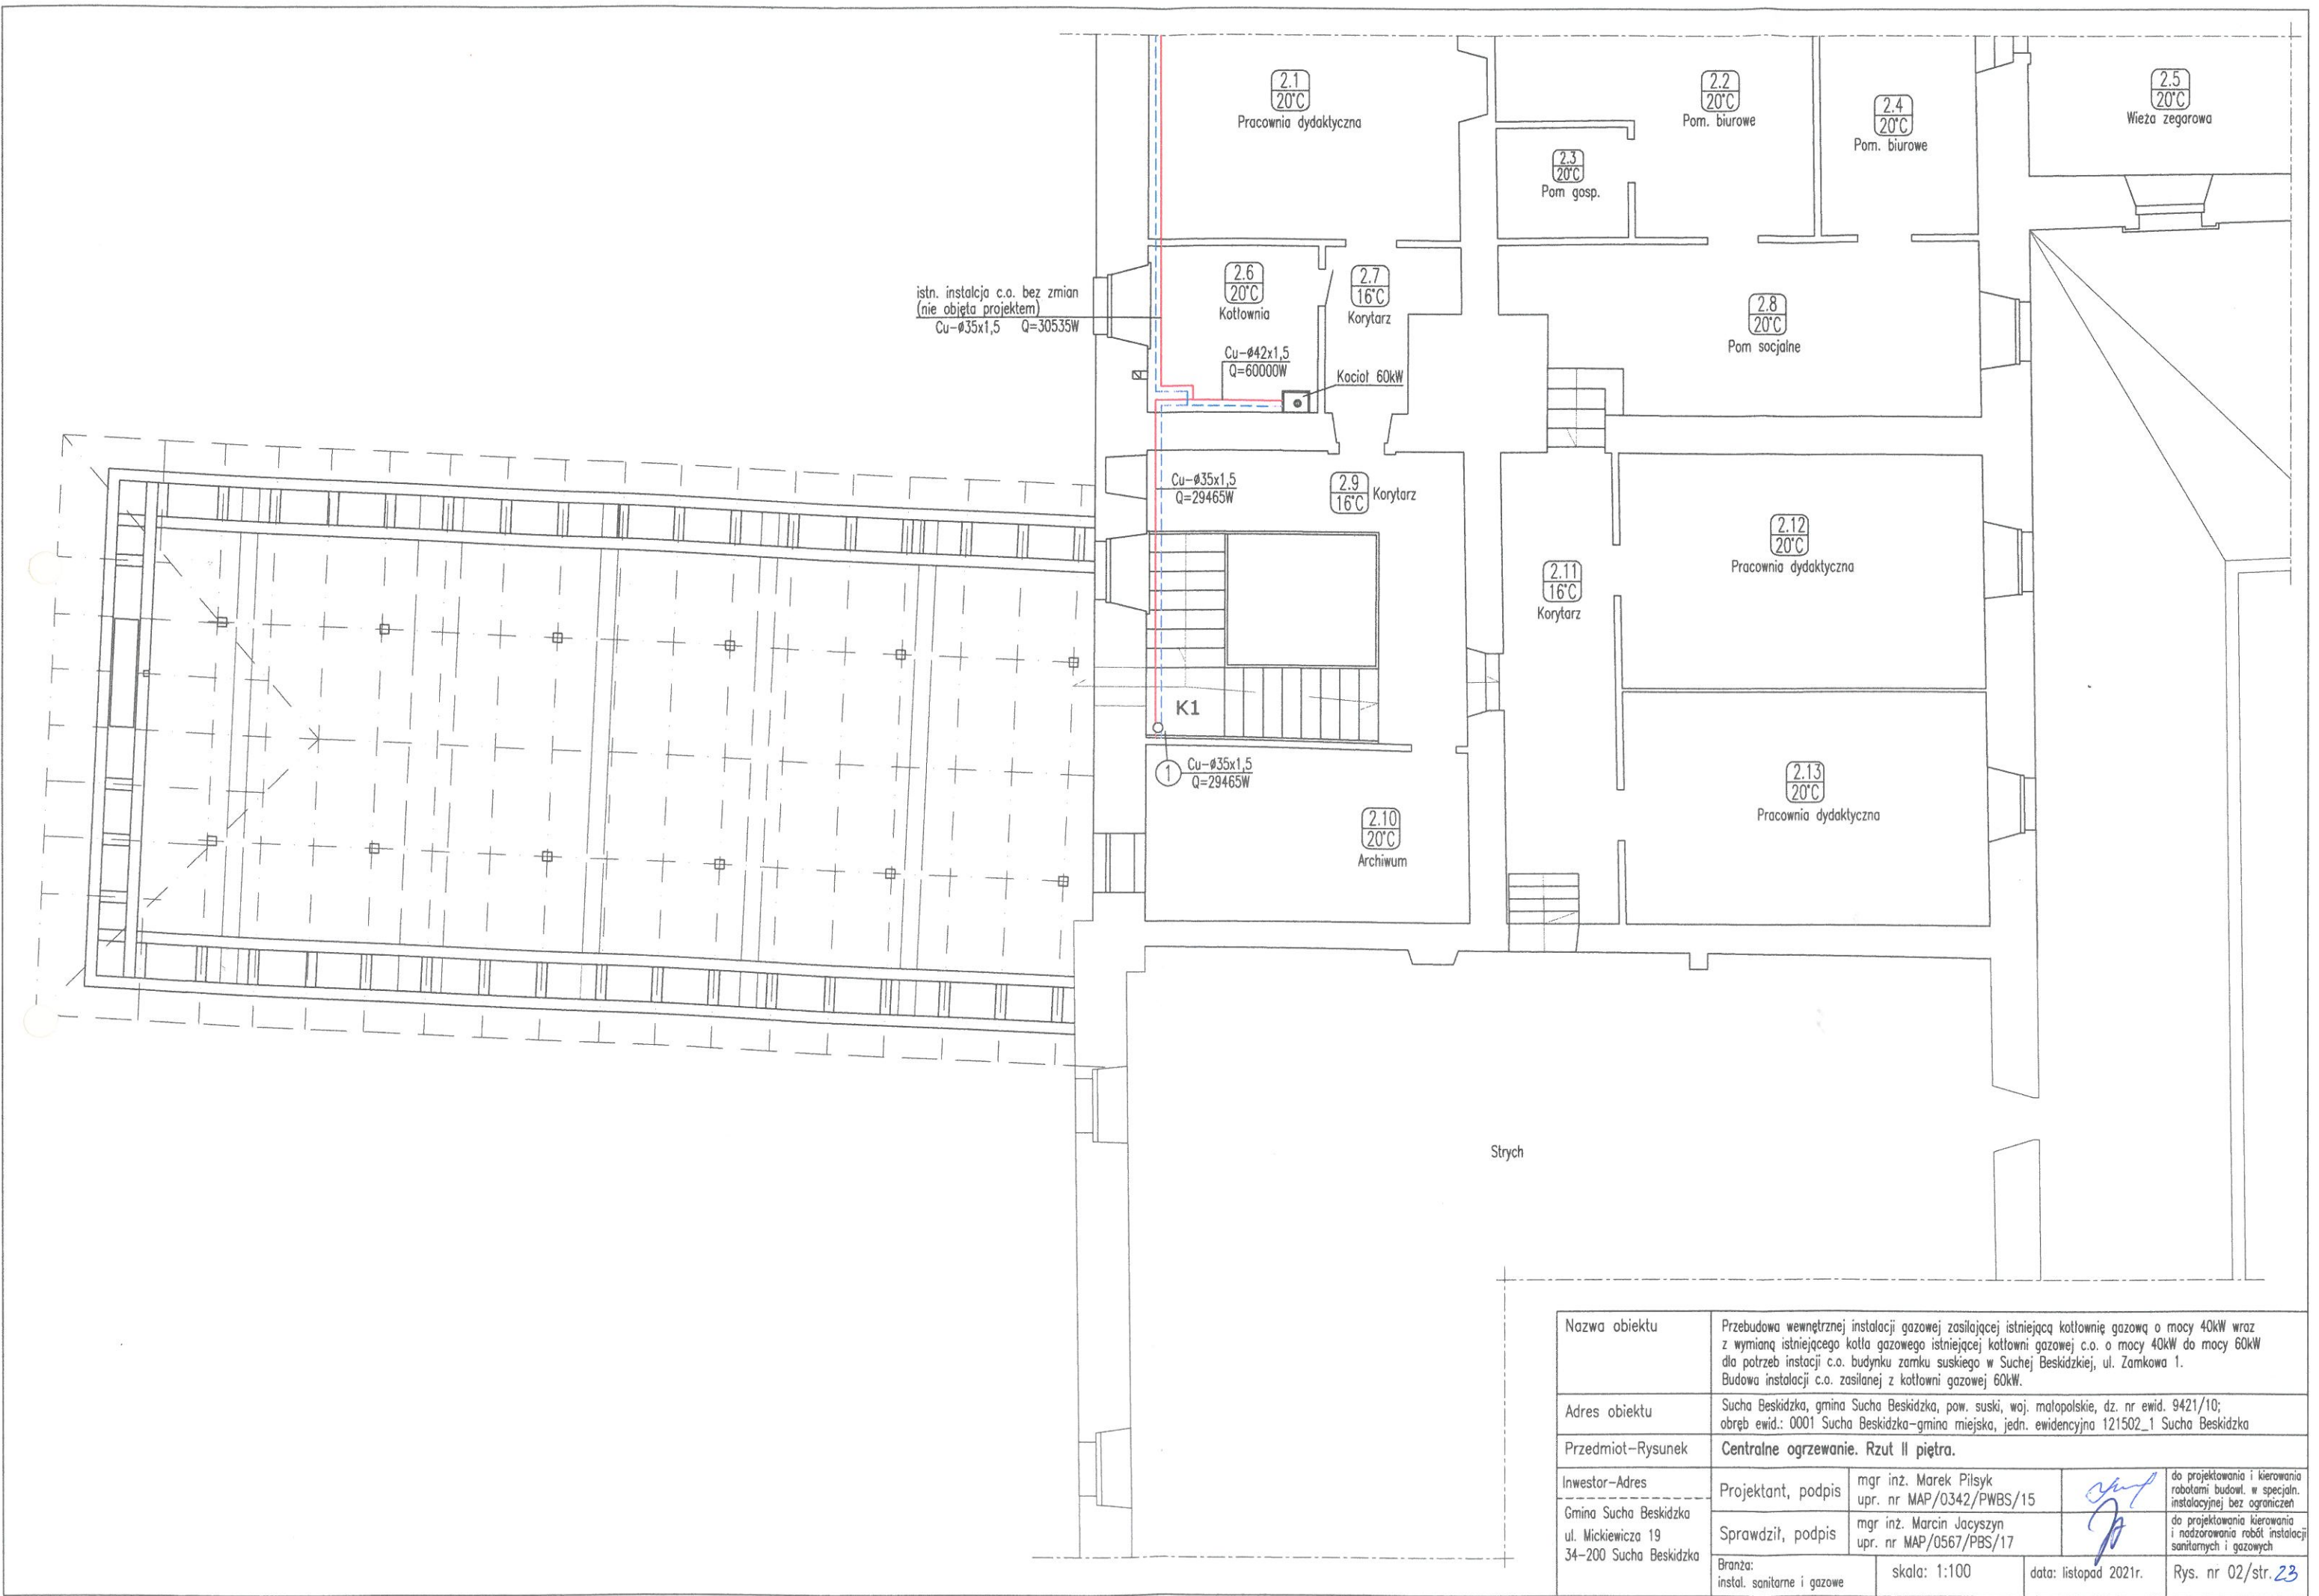 2.1
20°C
Pracownia dydaktyczna
2.2
20°C
Pom. biurowe
2.3
20°C
Pom gosp.
2.4
20°C
Pom. biurowe
2.5
20°C
Wieża zegarowa
istn. instalcja c.o. bez zmian
(nie objęta projektem)
Cu-ø35x1,5 Q=30535W
2.6
20°C
Kotłownia
2.7
16°C
Korytarz
2.8
20°C
Pom socjalne
Cu-ø42x1,5
Q=60000W
Kocioł 60kW
Cu-ø35x1,5
Q=29465W
2.9
16°C
Korytarz
2.11
16°C
Korytarz
2.12
20°C
Pracownia dydaktyczna
K1
1
Cu-ø35x1,5
Q=29465W
2.10
20°C
Archiwum
2.13
20°C
Pracownia dydaktyczna
Strych
Nazwa obiektu
Przebudowa wewnętrznej instalacji gazowej zasilającej istniejącą kotłownię gazową o mocy 40kW wraz
z wymianą istniejącego kotła gazowego istniejącej kotłowni gazowej c.o. o mocy 40kW do mocy 60kW
dla potrzeb instacji c.o. budynku zamku suskiego w Suchej Beskidzkiej, ul. Zamkowa 1.
Budowa instalacji c.o. zasilanej z kotłowni gazowej 60kW.
Adres obiektu
Sucha Beskidzka, gmina Sucha Beskidzka, pow. suski, woj. małopolskie, dz. nr ewid. 9421/10;
obręb ewid.: 0001 Sucha Beskidzka-gmina miejska, jedn. ewidencyjna 121502_1 Sucha Beskidzka
Przedmiot-Rysunek
Centralne ogrzewanie. Rzut II piętra.
Inwestor-Adres
Gmina Sucha Beskidzka
ul. Mickiewicza 19
34-200 Sucha Beskidzka
Projektant, podpis
mgr inż. Marek Pilsyk
upr. nr MAP/0342/PWBS/15
do projektowania i kierowania
robotami budowl. w specjaln.
instalacyjnej bez ograniczeń
Sprawdził, podpis
mgr inż. Marcin Jacyszyn
upr. nr MAP/0567/PBS/17
do projektowania kierowania
i nadzorowania robót instalacji
sanitarnych i gazowych
Branża:
instal. sanitarne i gazowe
skala: 1:100
data: listopad 2021r.
Rys. nr 02/str. 23